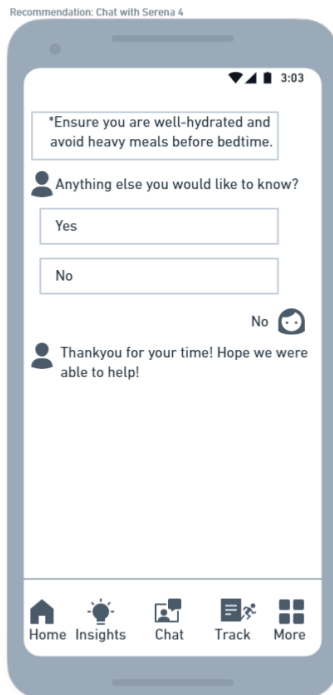 Recommendation: Chat with Serena 4
3:03
*Ensure you are well-hydrated and
avoid heavy meals before bedtime.
Anything else you would like to know?
Yes
No
No
Thankyou for your time! Hope we were
able to help!
Home Insights Chat Track More